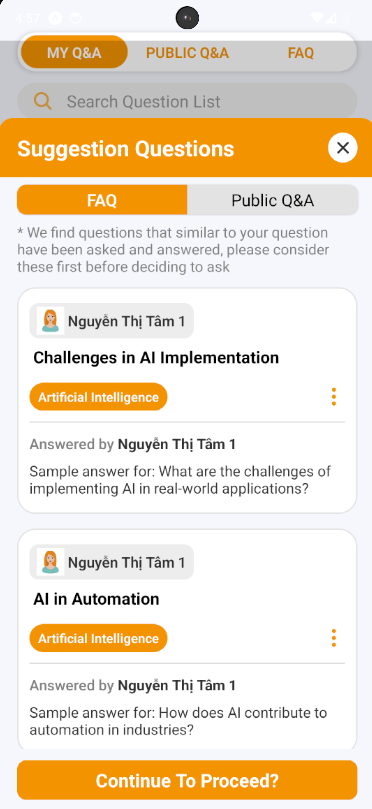 4:57
MY Q&A PUBLIC Q&A FAQ
Search Question List
Suggestion Questions
FAQ Public Q&A
* We find questions that similar to your question
have been asked and answered, please consider
these first before deciding to ask
Nguyễn Thị Tâm 1
Challenges in AI Implementation
Artificial Intelligence
Answered by Nguyễn Thị Tâm 1
Sample answer for: What are the challenges of
implementing AI in real-world applications?
Nguyễn Thị Tâm 1
AI in Automation
Artificial Intelligence
Answered by Nguyễn Thị Tâm 1
Sample answer for: How does AI contribute to
automation in industries?
Continue To Proceed?